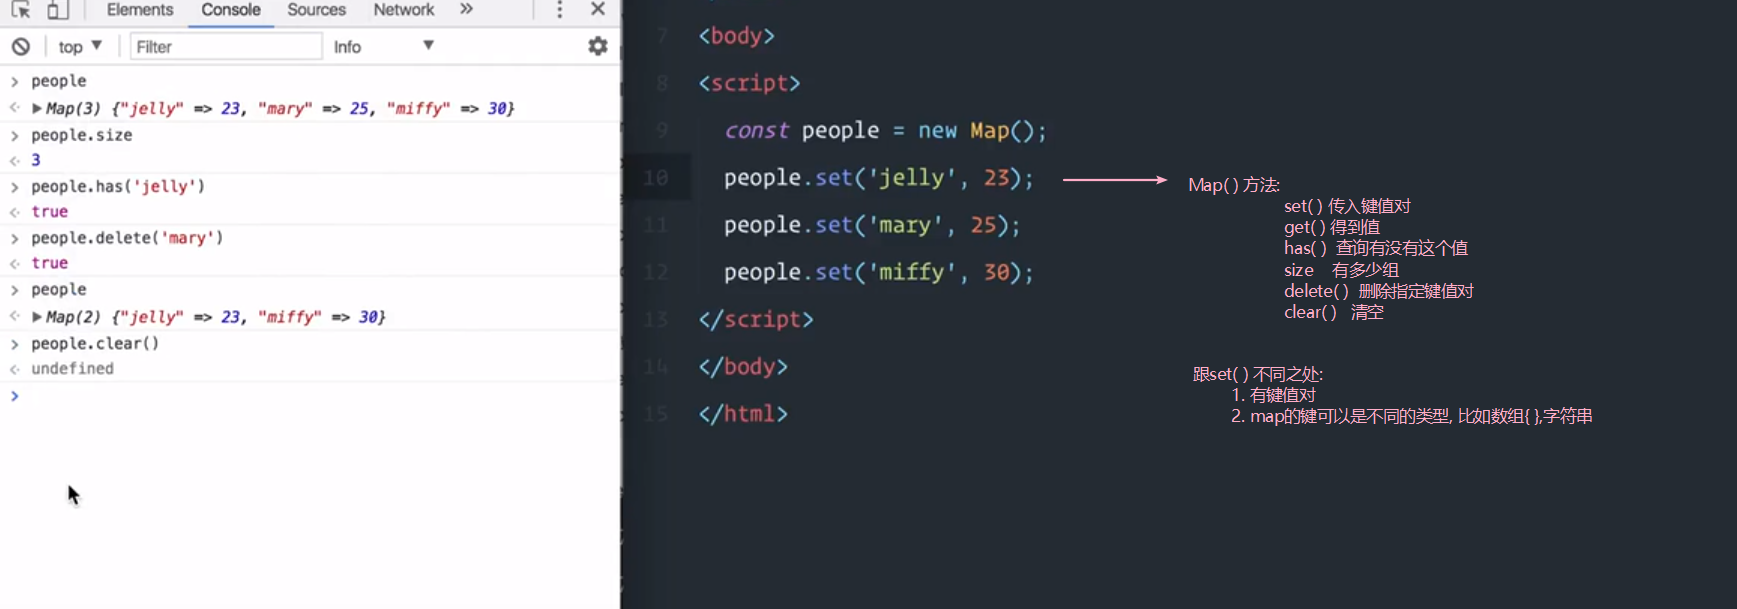 Elements Console Sources Network »
top ▼ Filter Info ▼
> people
<· ▶Map(3) {"jelly" => 23, "mary" => 25, "miffy" => 30}
> people.size
<· 3
> people.has('jelly')
<· true
> people.delete('mary')
<· true
> people
<· ▶Map(2) {"jelly" => 23, "miffy" => 30}
> people.clear()
<· undefined
>
7 <body>
8 <script>
9 const people = new Map();
10 people.set('jelly', 23);
11 people.set('mary', 25);
12 people.set('miffy', 30);
13 </script>
14 </body>
15 </html>
Map( ) 方法:
set( ) 传入键值对
get( ) 得到值
has( ) 查询有没有这个值
size 有多少组
delete( ) 删除指定键值对
clear( ) 清空
跟set( ) 不同之处:
1. 有键值对
2. map的键可以是不同的类型, 比如数组{ },字符串